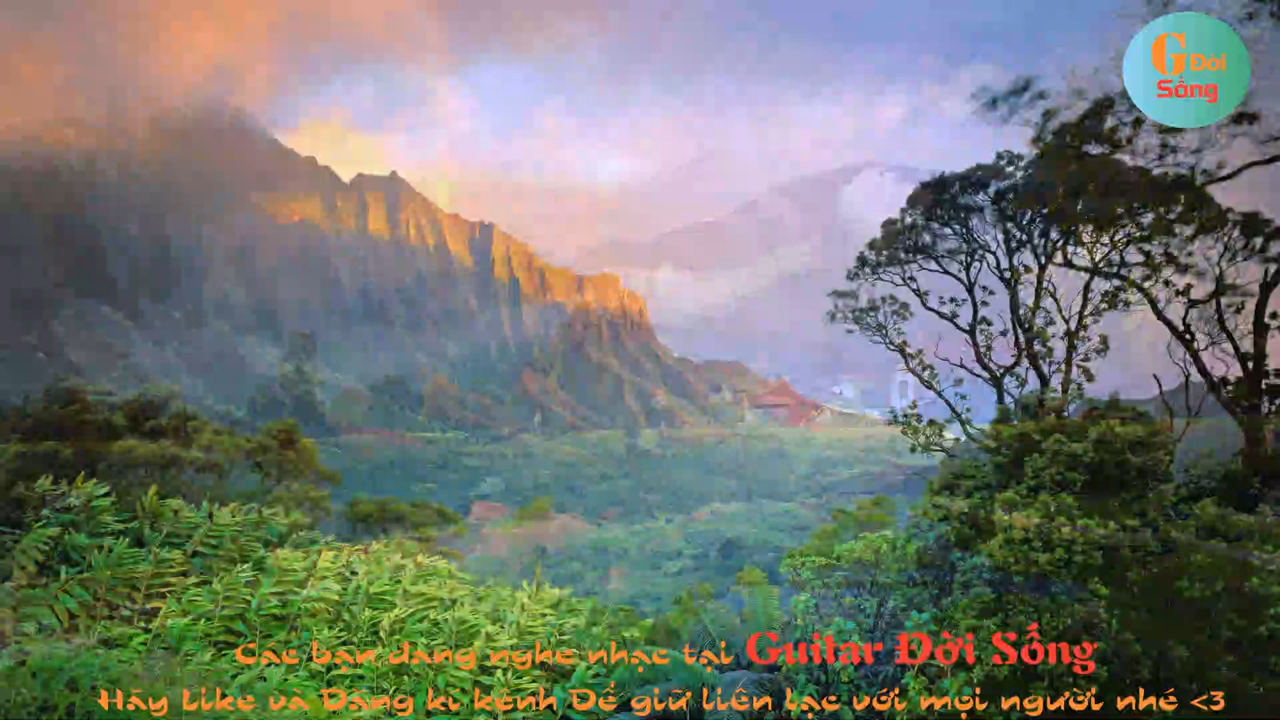 G Đời
Sống
Các bạn đang nghe nhạc tại Guitar Đời Sống
Hãy Like và Đăng kí kênh Để giữ liên lạc với mọi người nhé <3